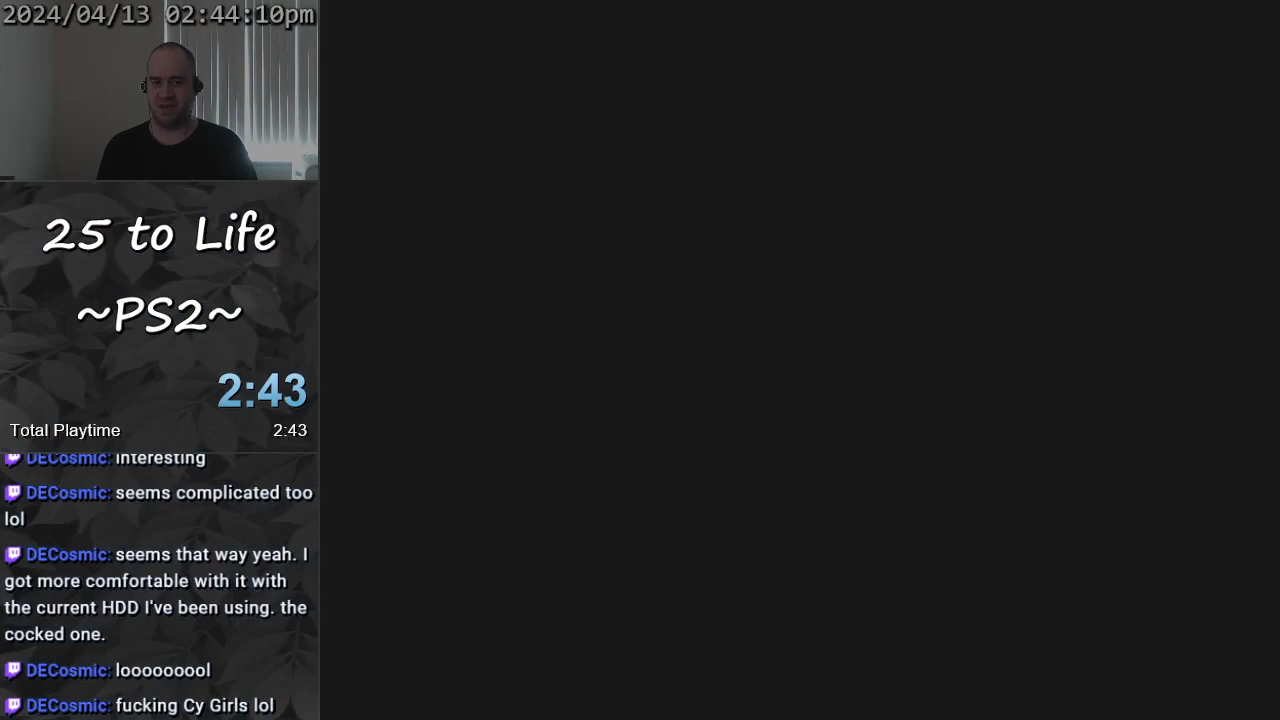 2024/04/13 02:44:10pm
25 to Life
~PS2~
2:43
Total Playtime 2:43
DECosmic: interesting
DECosmic: seems complicated too
lol
DECosmic: seems that way yeah. I
got more comfortable with it with
the current HDD I've been using. the
cocked one.
DECosmic: loooooool
DECosmic: fucking Cy Girls lol